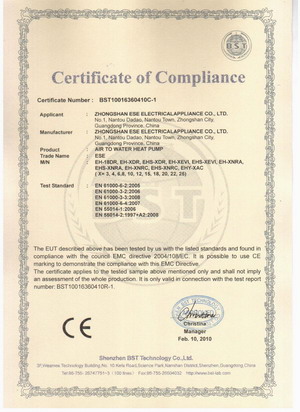 BST
Certificate of Compliance
Certificate Number : BST10016360410C-1
Applicant : ZHONGSHAN ESE ELECTRICALAPPLIANCE CO., LTD.
No.1, Nantou Dadao, Nantou Town, Zhongshan City,
Guangdong Province, China
Manufacturer : ZHONGSHAN ESE ELECTRICALAPPLIANCE CO., LTD.
No.1, Nantou Dadao, Nantou Town, Zhongshan City,
Guangdong Province, China
Product : AIR TO WATER HEAT PUMP
Trade Name : ESE
M/N : EH-18DR, EH-XDR, EHS-XDR, EH-XEVI, EHS-XEVI, EH-XNRA,
EHS-XNRA, EH-XNRC, EHS-XNRC, EHY-XAC
( X= 3, 4, 6.8, 10, 12, 15, 18, 20, 22, 25)
Test Standard : EN 61000-6-2:2005
EN 61000-3-2:2006
EN 61000-3-3:2008
EN 61000-6-4:2007
EN 55014-1:2006
EN 55014-2:1997+A2:2008
The EUT described above has been tested by us with the listed standards and found in
compliance with the council EMC directive 2004/108/EC. It is possible to use CE
marking to demonstrate the compliance with this EMC Directive.
The certificate applies to the tested sample above mentioned only and shall not imply
an assessment of the whole production. It is only valid in connection with the test report
number: BST10016360410R-1.
CE
Christina
Manager
Feb. 10, 2010
Shenzhen BST Technology Co.,Ltd.